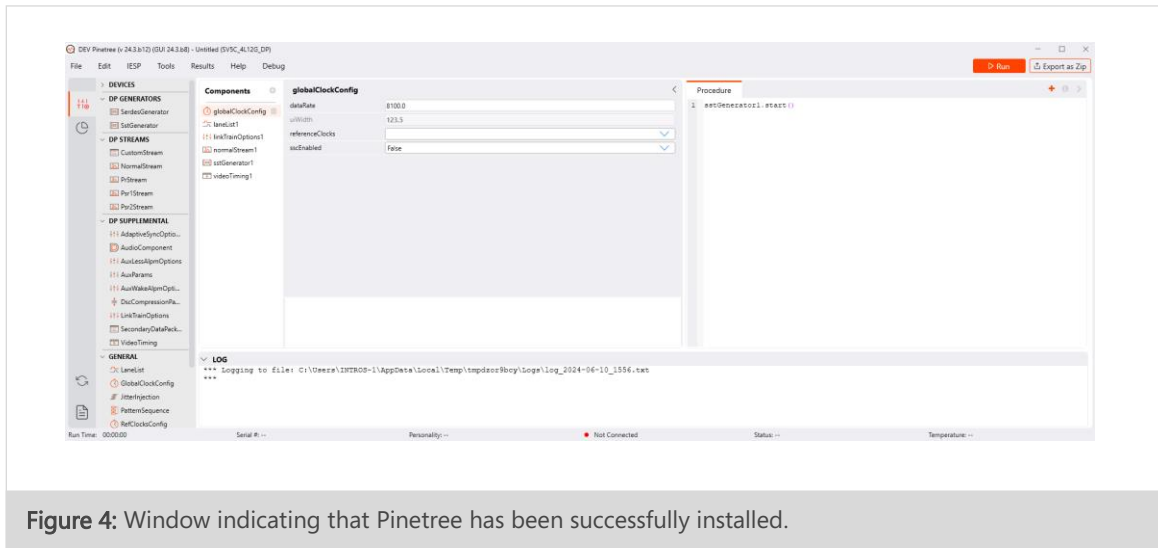 DEV Pinetree (v 24.3.b12) (GUI 24.3.b8) - Untitled (SV5C_4L12G_DP)
File Edit IESP Tools Results Help Debug
Run Export as Zip
DEVICES
DP GENERATORS
SerdesGenerator
SstGenerator
DP STREAMS
CustomStream
NormalStream
PrStream
Psr1Stream
Psr2Stream
DP SUPPLEMENTAL
AdaptiveSyncOptio...
AudioComponent
AuxLessAlpmOptions
AuxParams
AuxWakeAlpmOpti...
DscCompressionPa...
LinkTrainOptions
SecondaryDataPack...
VideoTiming
GENERAL
LaneList
GlobalClockConfig
JitterInjection
PatternSequence
RefClocksConfig
Components
globalClockConfig
laneList1
linkTrainOptions1
normalStream1
sstGenerator1
videoTiming1
globalClockConfig
dataRate 8100.0
uiWidth 123.5
referenceClocks
sscEnabled False
Procedure
1 sstGenerator1.start()
LOG
*** Logging to file: C:\Users\INTROS~1\AppData\Local\Temp\tmpdzor9bcy\Logs\log_2024-06-10_1556.txt
***
Run Time: 00:00:00 Serial #: -- Personality: -- Not Connected Status: -- Temperature: --
Figure 4: Window indicating that Pinetree has been successfully installed.